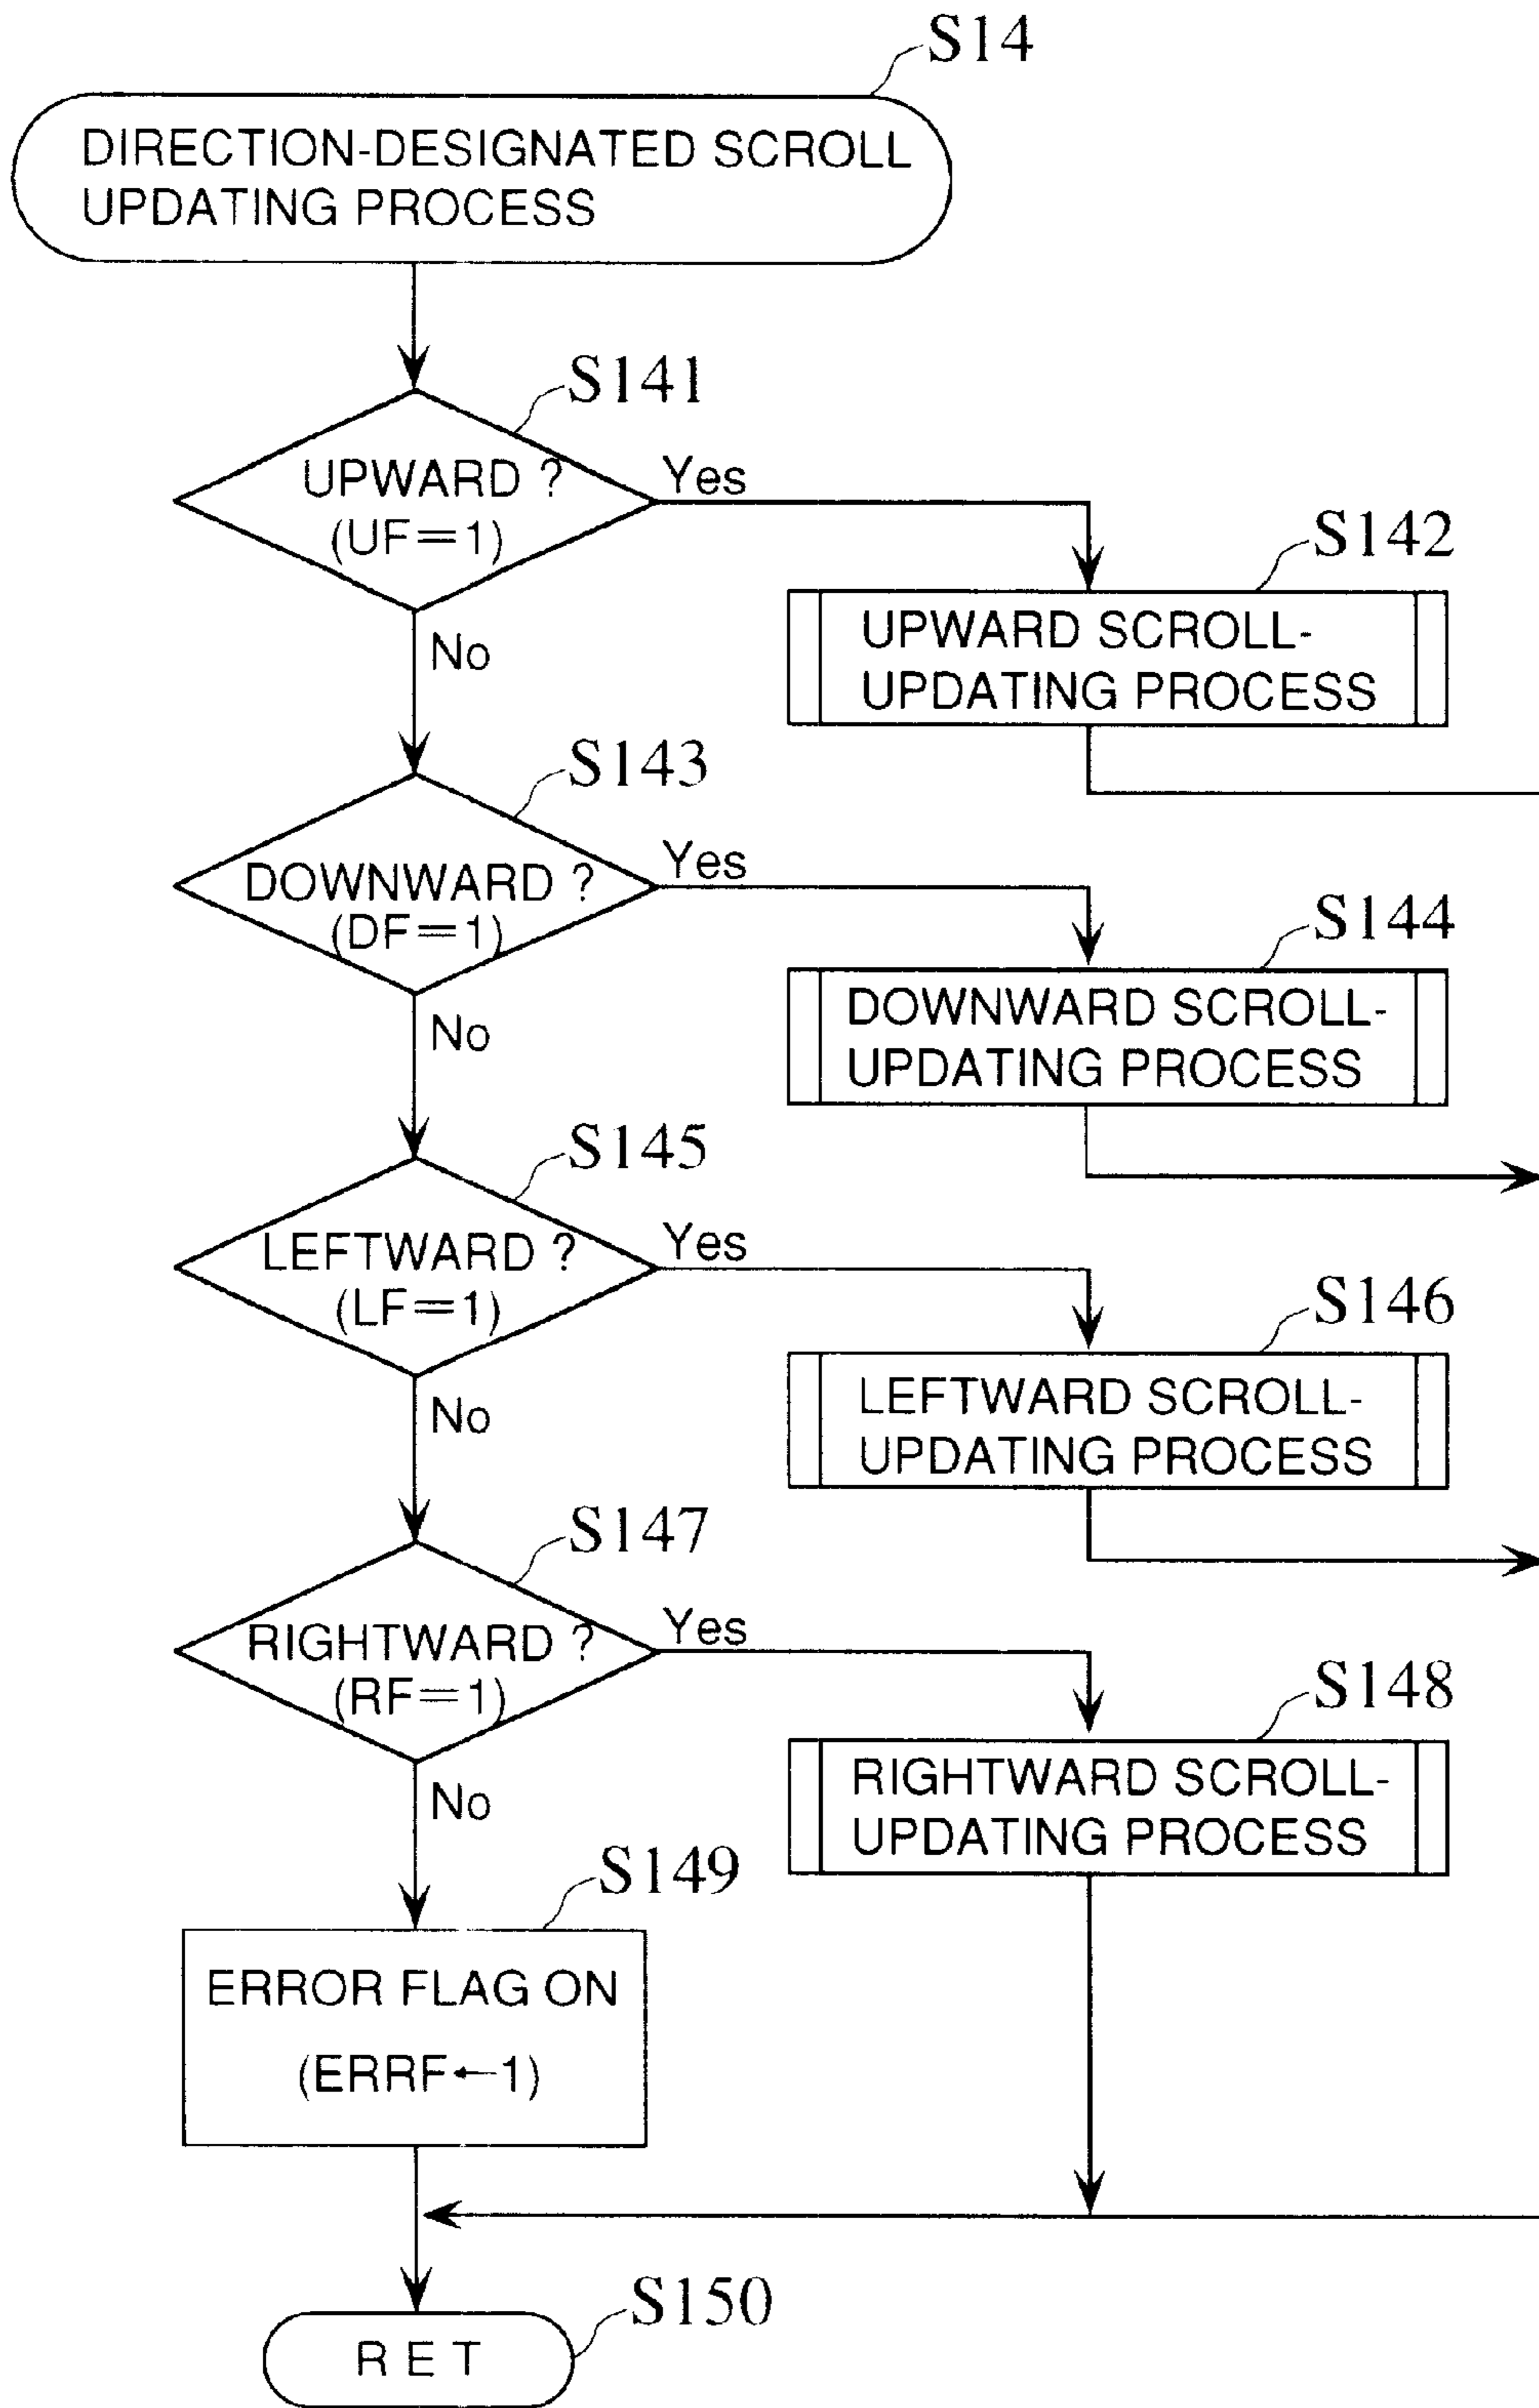 S14
DIRECTION-DESIGNATED SCROLL
UPDATING PROCESS
S141
UPWARD ?
(UF=1)
Yes
No
S142
UPWARD SCROLL-
UPDATING PROCESS
S143
DOWNWARD ?
(DF=1)
Yes
No
S144
DOWNWARD SCROLL-
UPDATING PROCESS
S145
LEFTWARD ?
(LF=1)
Yes
No
S146
LEFTWARD SCROLL-
UPDATING PROCESS
S147
RIGHTWARD ?
(RF=1)
Yes
No
S148
RIGHTWARD SCROLL-
UPDATING PROCESS
S149
ERROR FLAG ON
(ERRF←1)
S150
RET